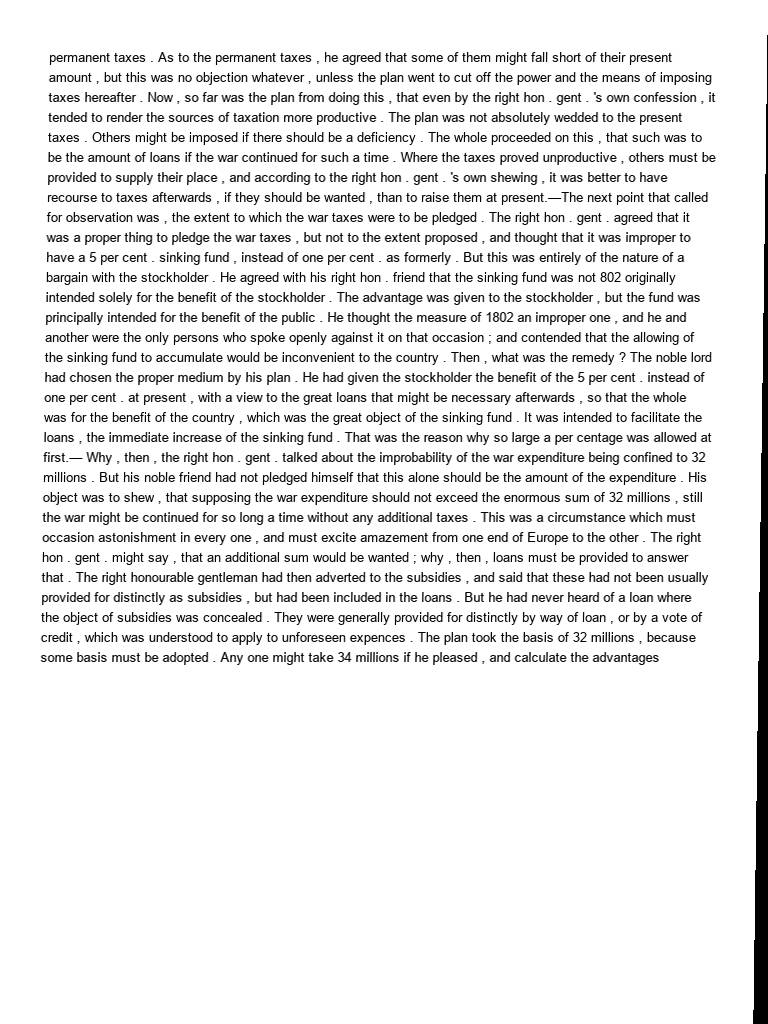 permanent taxes . As to the permanent taxes , he agreed that some of them might fall short of their present
amount , but this was no objection whatever , unless the plan went to cut off the power and the means of imposing
taxes hereafter . Now , so far was the plan from doing this , that even by the right hon . gent . 's own confession , it
tended to render the sources of taxation more productive . The plan was not absolutely wedded to the present
taxes . Others might be imposed if there should be a deficiency . The whole proceeded on this , that such was to
be the amount of loans if the war continued for such a time . Where the taxes proved unproductive , others must be
provided to supply their place , and according to the right hon . gent . 's own shewing , it was better to have
recourse to taxes afterwards , if they should be wanted , than to raise them at present.—The next point that called
for observation was , the extent to which the war taxes were to be pledged . The right hon . gent . agreed that it
was a proper thing to pledge the war taxes , but not to the extent proposed , and thought that it was improper to
have a 5 per cent . sinking fund , instead of one per cent . as formerly . But this was entirely of the nature of a
bargain with the stockholder . He agreed with his right hon . friend that the sinking fund was not 802 originally
intended solely for the benefit of the stockholder . The advantage was given to the stockholder , but the fund was
principally intended for the benefit of the public . He thought the measure of 1802 an improper one , and he and
another were the only persons who spoke openly against it on that occasion ; and contended that the allowing of
the sinking fund to accumulate would be inconvenient to the country . Then , what was the remedy ? The noble lord
had chosen the proper medium by his plan . He had given the stockholder the benefit of the 5 per cent . instead of
one per cent . at present , with a view to the great loans that might be necessary afterwards , so that the whole
was for the benefit of the country , which was the great object of the sinking fund . It was intended to facilitate the
loans , the immediate increase of the sinking fund . That was the reason why so large a per centage was allowed at
first.— Why , then , the right hon . gent . talked about the improbability of the war expenditure being confined to 32
millions . But his noble friend had not pledged himself that this alone should be the amount of the expenditure . His
object was to shew , that supposing the war expenditure should not exceed the enormous sum of 32 millions , still
the war might be continued for so long a time without any additional taxes . This was a circumstance which must
occasion astonishment in every one , and must excite amazement from one end of Europe to the other . The right
hon . gent . might say , that an additional sum would be wanted ; why , then , loans must be provided to answer
that . The right honourable gentleman had then adverted to the subsidies , and said that these had not been usually
provided for distinctly as subsidies , but had been included in the loans . But he had never heard of a loan where
the object of subsidies was concealed . They were generally provided for distinctly by way of loan , or by a vote of
credit , which was understood to apply to unforeseen expences . The plan took the basis of 32 millions , because
some basis must be adopted . Any one might take 34 millions if he pleased , and calculate the advantages